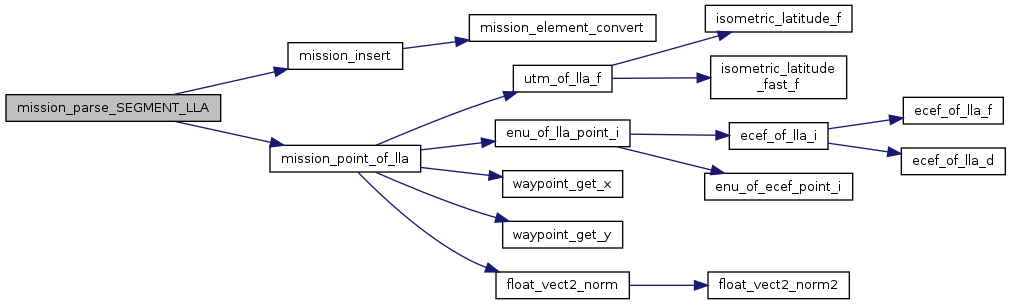 mission_parse_SEGMENT_LLA
mission_insert
mission_element_convert
mission_point_of_lla
utm_of_lla_f
isometric_latitude_f
isometric_latitude
_fast_f
enu_of_lla_point_i
ecef_of_lla_i
ecef_of_lla_f
ecef_of_lla_d
enu_of_ecef_point_i
waypoint_get_x
waypoint_get_y
float_vect2_norm
float_vect2_norm2